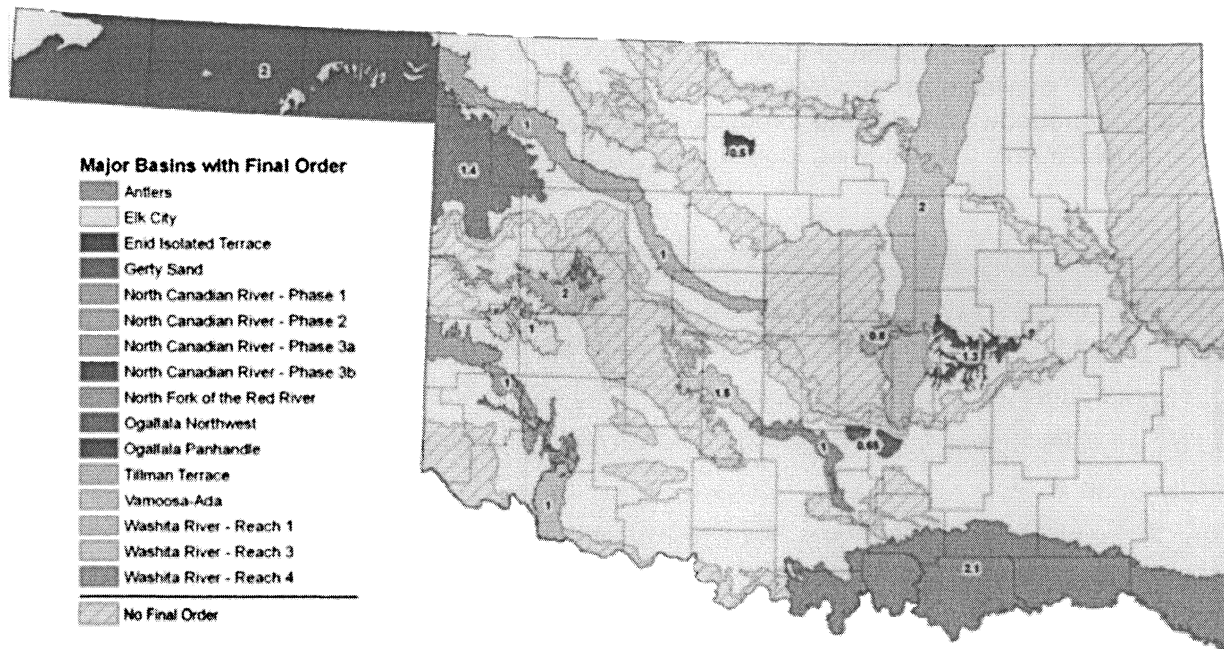 2
1
0.5
1.4
2
1
2
1
0.8
1.3
1
1.5
0.65
1
1
2.1
Major Basins with Final Order
Antlers
Elk City
Enid Isolated Terrace
Gerty Sand
North Canadian River - Phase 1
North Canadian River - Phase 2
North Canadian River - Phase 3a
North Canadian River - Phase 3b
North Fork of the Red River
Ogallala Northwest
Ogallala Panhandle
Tillman Terrace
Vamoosa-Ada
Washita River - Reach 1
Washita River - Reach 3
Washita River - Reach 4
No Final Order